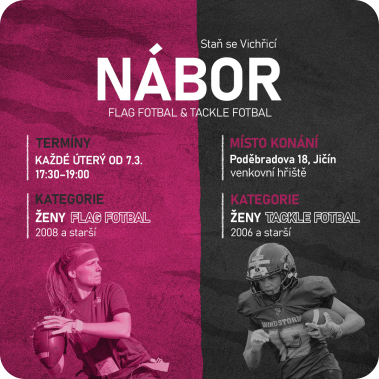 Staň se Vichřicí
NÁBOR
FLAG FOTBAL & TACKLE FOTBAL
TERMÍNY
KAŽDÉ ÚTERÝ OD 7.3.
17:30–19:00
KATEGORIE
ŽENY FLAG FOTBAL
2008 a starší
MÍSTO KONÁNÍ
Poděbradova 18, Jičín
venkovní hřiště
KATEGORIE
ŽENY TACKLE FOTBAL
2006 a starší
WINDSTORM